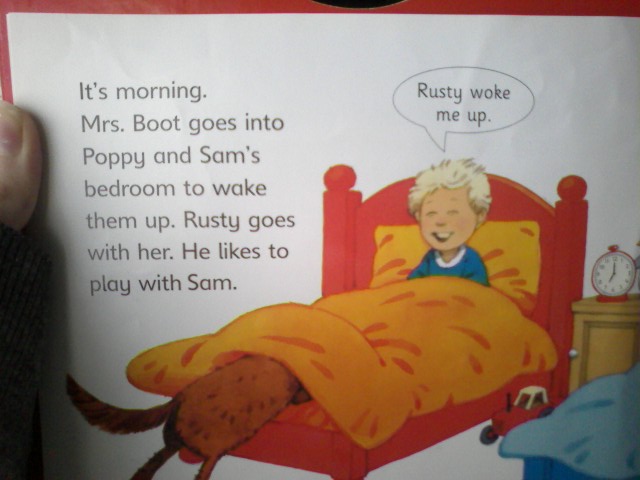 It's morning.
Mrs. Boot goes into
Poppy and Sam's
bedroom to wake
them up. Rusty goes
with her. He likes to
play with Sam.
Rusty woke
me up.